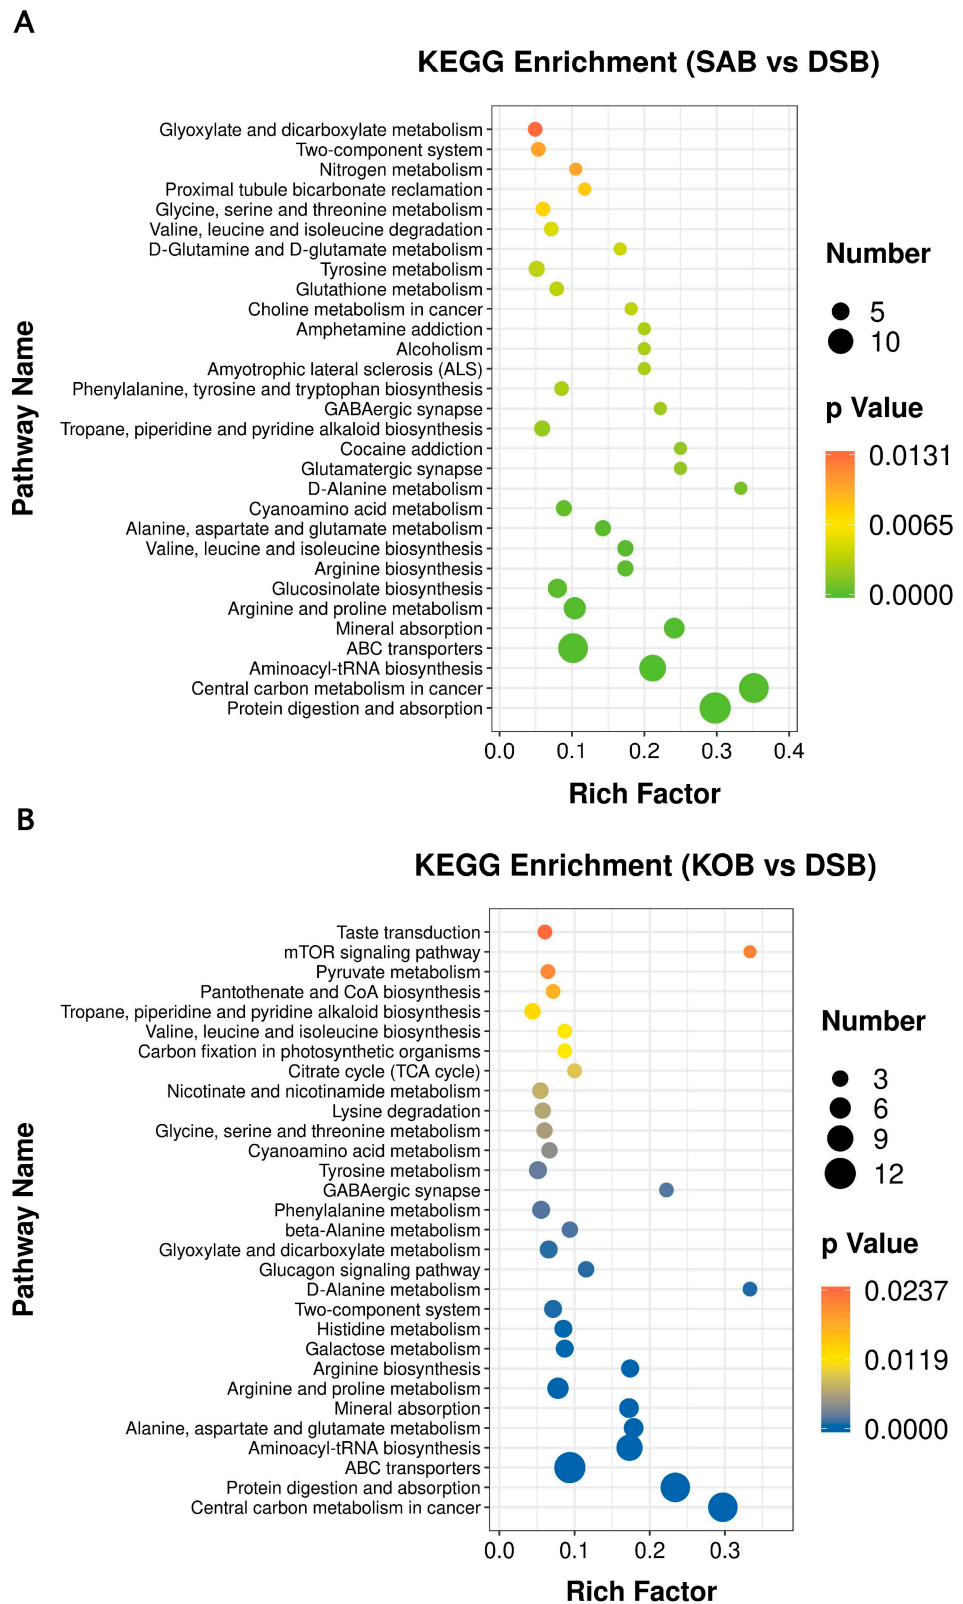 A
KEGG Enrichment (SAB vs DSB)
Glyoxylate and dicarboxylate metabolism
Two-component system
Nitrogen metabolism
Proximal tubule bicarbonate reclamation
Glycine, serine and threonine metabolism
Valine, leucine and isoleucine degradation
D-Glutamine and D-glutamate metabolism
Tyrosine metabolism
Glutathione metabolism
Choline metabolism in cancer
Amphetamine addiction
Alcoholism
Amyotrophic lateral sclerosis (ALS)
Phenylalanine, tyrosine and tryptophan biosynthesis
GABAergic synapse
Tropane, piperidine and pyridine alkaloid biosynthesis
Cocaine addiction
Glutamatergic synapse
D-Alanine metabolism
Cyanoamino acid metabolism
Alanine, aspartate and glutamate metabolism
Valine, leucine and isoleucine biosynthesis
Arginine biosynthesis
Glucosinolate biosynthesis
Arginine and proline metabolism
Mineral absorption
ABC transporters
Aminoacyl-tRNA biosynthesis
Central carbon metabolism in cancer
Protein digestion and absorption
Pathway Name
0.0 0.1 0.2 0.3 0.4
Rich Factor
Number
5
10
p Value
0.0131
0.0065
0.0000
B
KEGG Enrichment (KOB vs DSB)
Taste transduction
mTOR signaling pathway
Pyruvate metabolism
Pantothenate and CoA biosynthesis
Tropane, piperidine and pyridine alkaloid biosynthesis
Valine, leucine and isoleucine biosynthesis
Carbon fixation in photosynthetic organisms
Citrate cycle (TCA cycle)
Nicotinate and nicotinamide metabolism
Lysine degradation
Glycine, serine and threonine metabolism
Cyanoamino acid metabolism
Tyrosine metabolism
GABAergic synapse
Phenylalanine metabolism
beta-Alanine metabolism
Glyoxylate and dicarboxylate metabolism
Glucagon signaling pathway
D-Alanine metabolism
Two-component system
Histidine metabolism
Galactose metabolism
Arginine biosynthesis
Arginine and proline metabolism
Mineral absorption
Alanine, aspartate and glutamate metabolism
Aminoacyl-tRNA biosynthesis
ABC transporters
Protein digestion and absorption
Central carbon metabolism in cancer
Pathway Name
0.0 0.1 0.2 0.3
Rich Factor
Number
3
6
9
12
p Value
0.0237
0.0119
0.0000